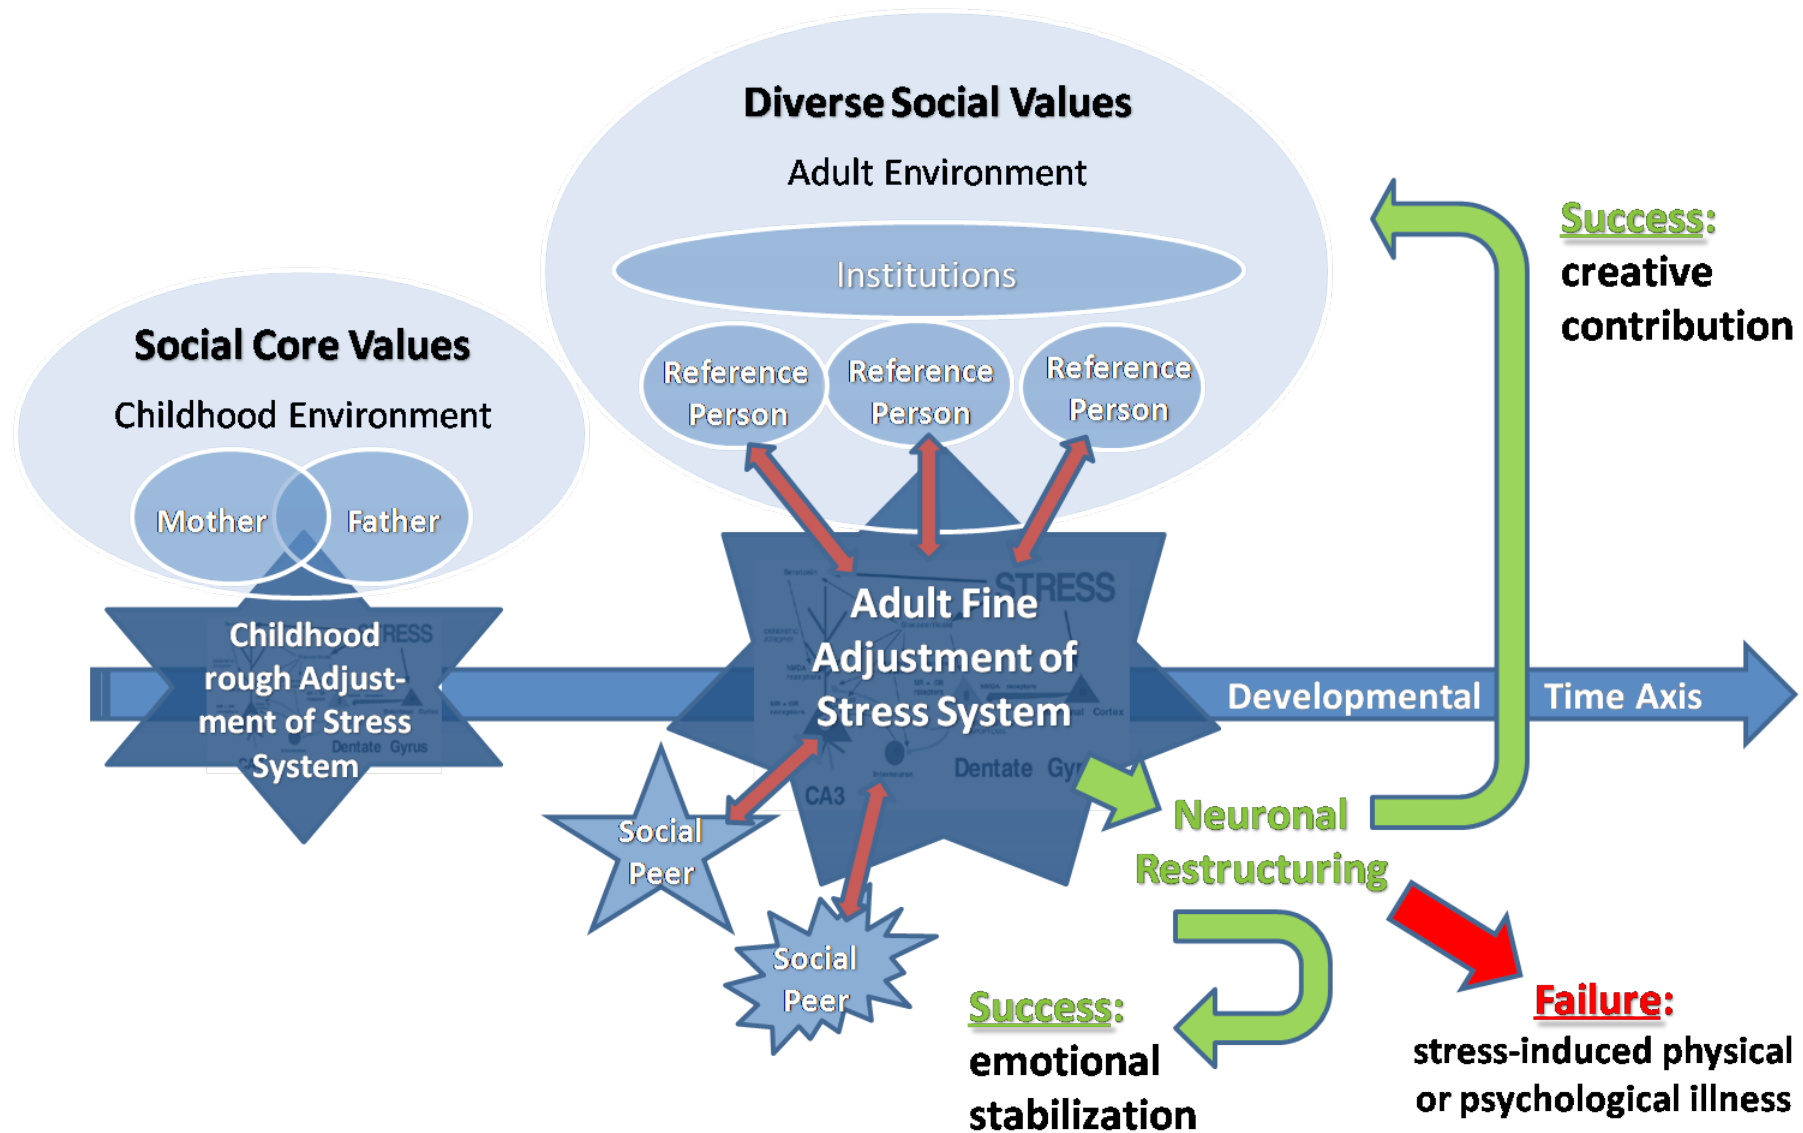 Diverse Social Values
Adult Environment
Institutions
Reference
Person
Reference
Person
Reference
Person
Social Core Values
Childhood Environment
Mother
Father
Childhood
rough Adjust-
ment of Stress
System
STRESS
Dentate Gyrus
STRESS
Adult Fine
Adjustment of
Stress System
Dentate
CA3
Developmental
Time Axis
Social
Peer
Social
Peer
Neuronal
Restructuring
Success:
creative
contribution
Success:
emotional
stabilization
Failure:
stress-induced physical
or psychological illness